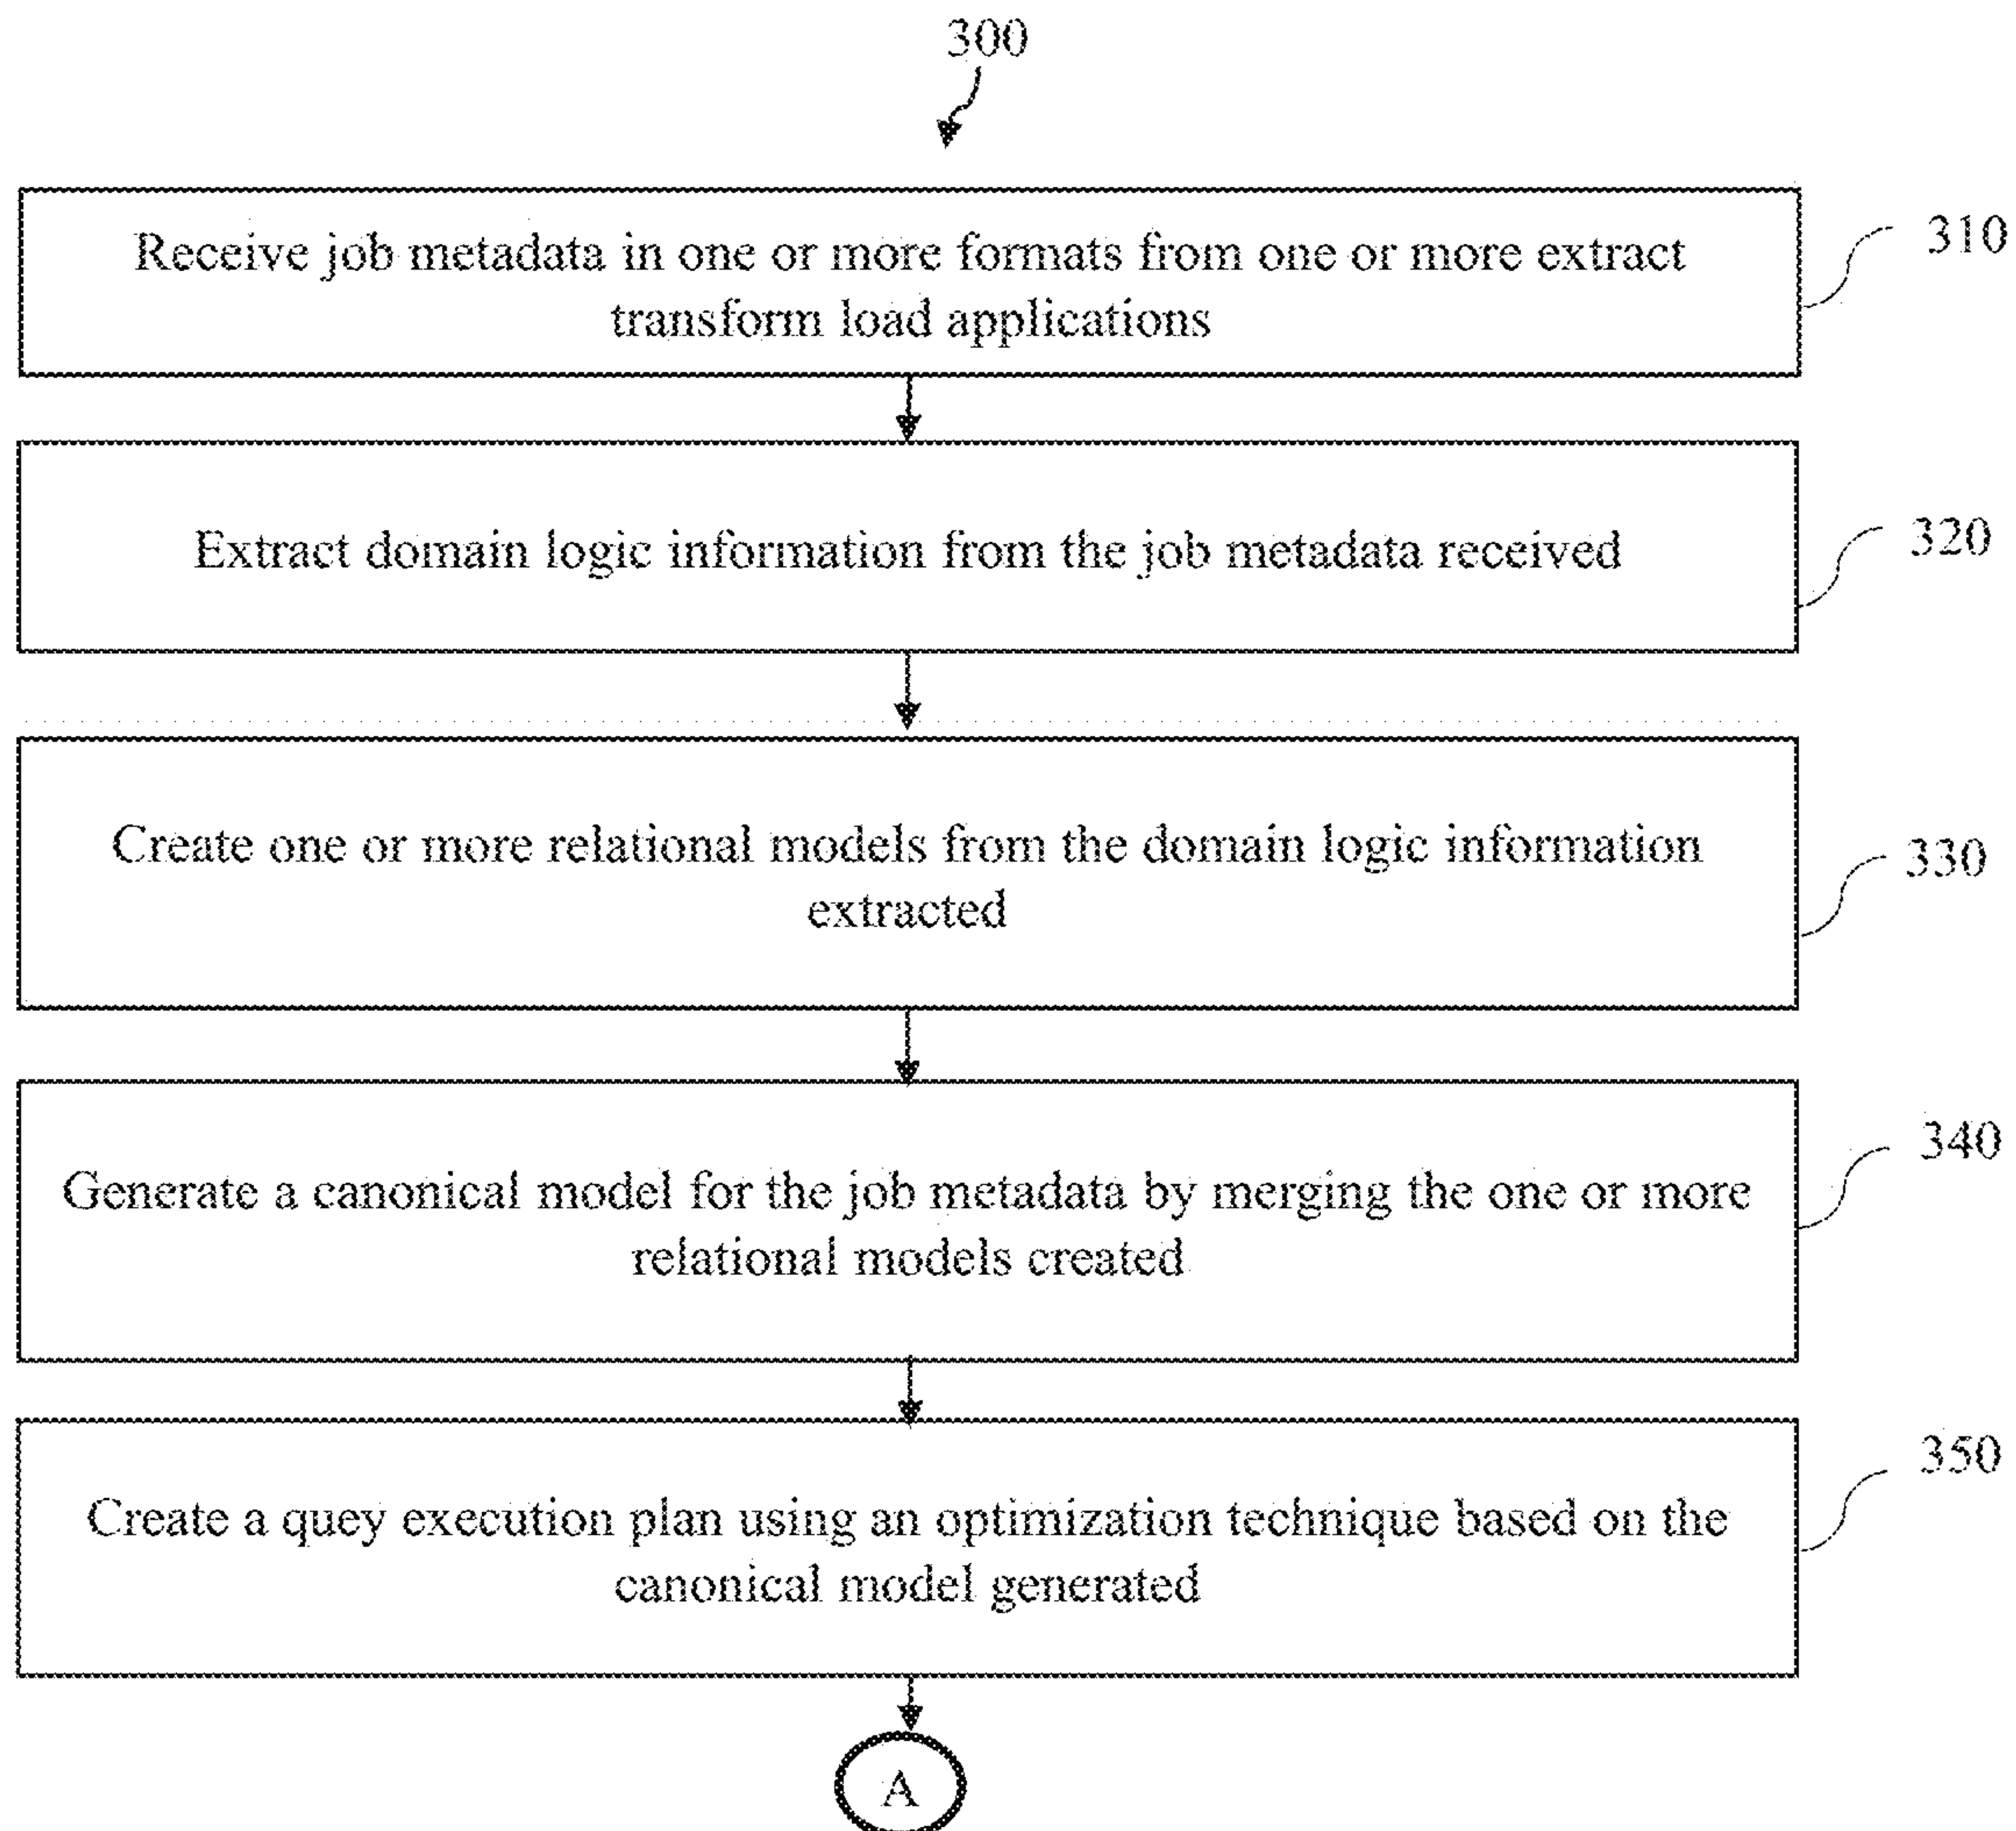 300
Receive job metadata in one or more formats from one or more extract
transform load applications
310
Extract domain logic information from the job metadata received
320
Create one or more relational models from the domain logic information
extracted
330
Generate a canonical model for the job metadata by merging the one or more
relational models created
340
Create a quey execution plan using an optimization technique based on the
canonical model generated
350
A